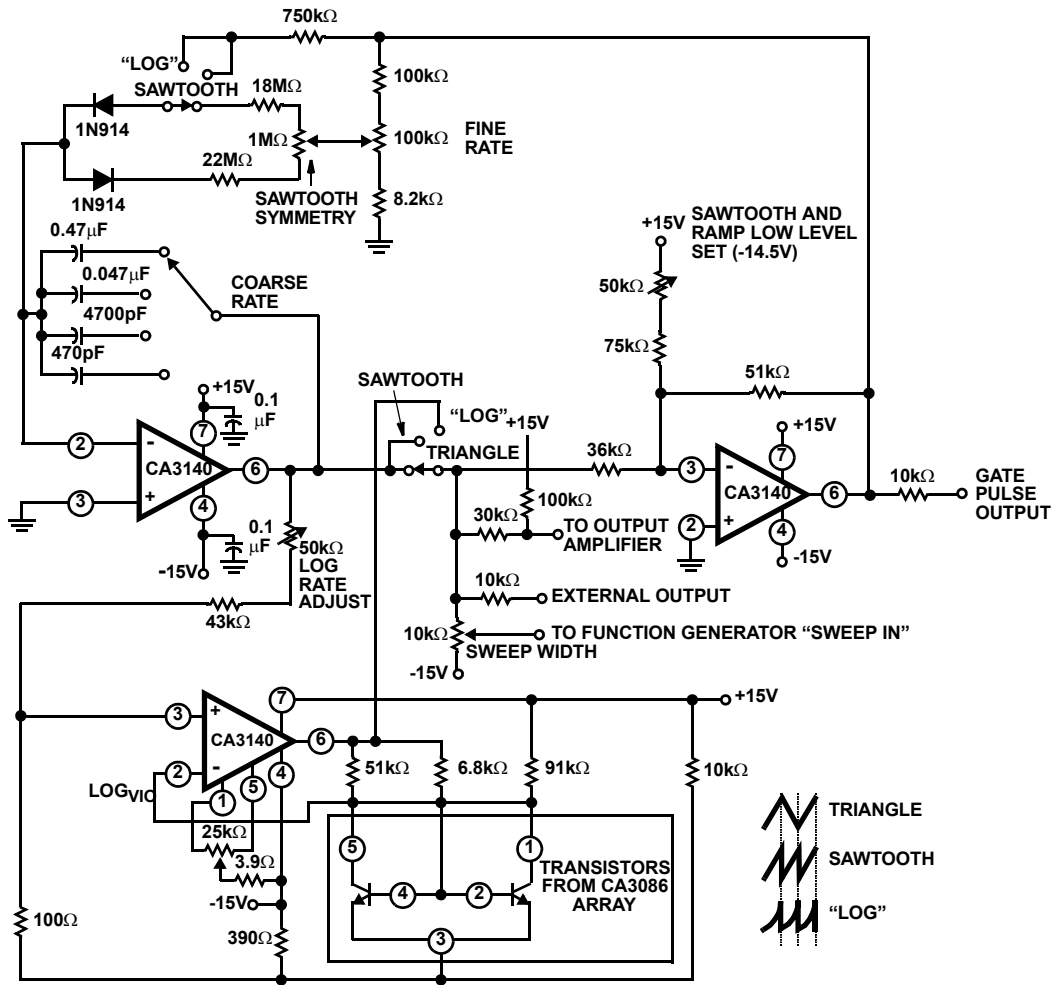 750kΩ
“LOG”
SAWTOOTH
18MΩ
100kΩ
1N914
1MΩ
100kΩ
FINE
RATE
22MΩ
1N914
SAWTOOTH
SYMMETRY
8.2kΩ
0.47μF
0.047μF
4700pF
470pF
COARSE
RATE
+15V
SAWTOOTH AND
RAMP LOW LEVEL
SET (-14.5V)
50kΩ
75kΩ
51kΩ
+15V
0.1
μF
7
2
-
CA3140
6
3
+
4
0.1
μF
-15V
50kΩ
LOG
RATE
ADJUST
43kΩ
SAWTOOTH
“LOG”
TRIANGLE
+15V
36kΩ
100kΩ
30kΩ
TO OUTPUT
AMPLIFIER
10kΩ
EXTERNAL OUTPUT
10kΩ
TO FUNCTION GENERATOR “SWEEP IN”
SWEEP WIDTH
-15V
+15V
7
3
-
CA3140
6
2
+
4
-15V
10kΩ
GATE
PULSE
OUTPUT
7
+15V
3
+
CA3140
6
2
-
4
5
1
LOGVIO
25kΩ
3.9Ω
-15V
390Ω
100Ω
51kΩ
6.8kΩ
91kΩ
10kΩ
5
1
4
2
3
TRANSISTORS
FROM CA3086
ARRAY
TRIANGLE
SAWTOOTH
“LOG”